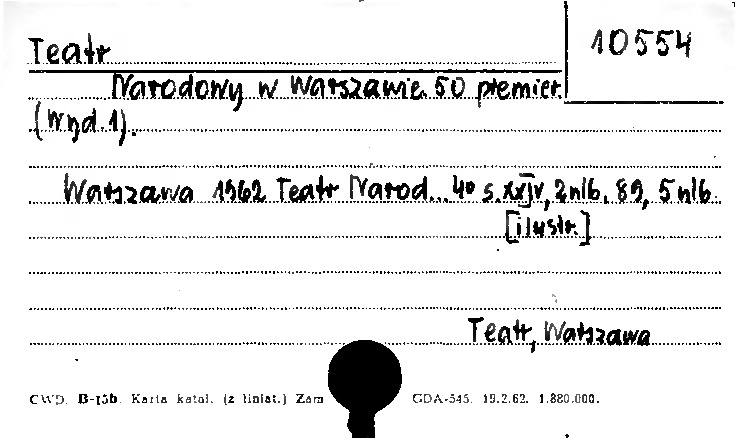 Teatr
10554
Narodowy w Warszawie. 50 premier.
(Wyd. 1).
Warszawa 1962 Teatr Narod... 4° s. xxjv, 2 nlb. 89, 5 nlb.
[ilustr.]
Teatr, Warszawa
CWD. B-15b. Karta katal. (z liniat.) Zam GDA-545. 19.2.62. 1.880.000.